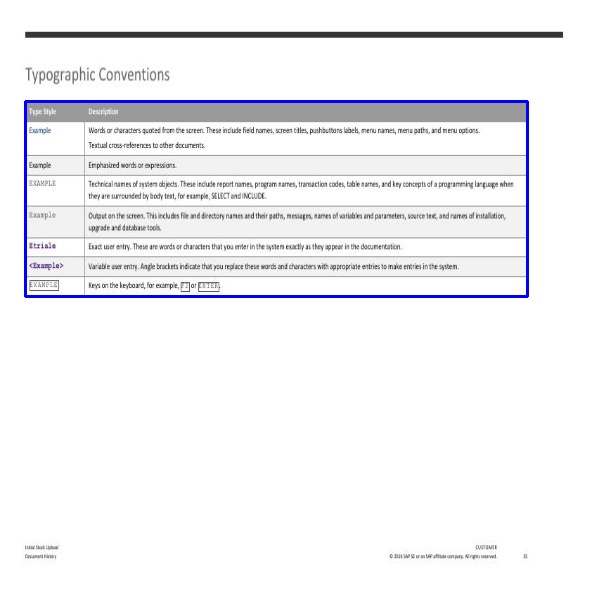 Typographic Conventions
Type Style Description
Example Words or characters quoted from the screen. These include field names, screen titles, pushbuttons labels, menu names, menu paths, and menu options.
Textual cross-references to other documents.
Example Emphasized words or expressions.
EXAMPLE Technical names of system objects. These include report names, program names, transaction codes, table names, and key concepts of a programming language when
they are surrounded by body text, for example, SELECT and INCLUDE.
Example Output on the screen. This includes file and directory names and their paths, messages, names of variables and parameters, source text, and names of installation,
upgrade and database tools.
Etriale Exact user entry. These are words or characters that you enter in the system exactly as they appear in the documentation.
<Example> Variable user entry. Angle brackets indicate that you replace these words and characters with appropriate entries to make entries in the system.
EXAMPLE Keys on the keyboard, for example, F2 or ENTER.
Initial Stock Upload CUSTOMER
Document History © 2015 SAP SE or an SAP affiliate company. All rights reserved.